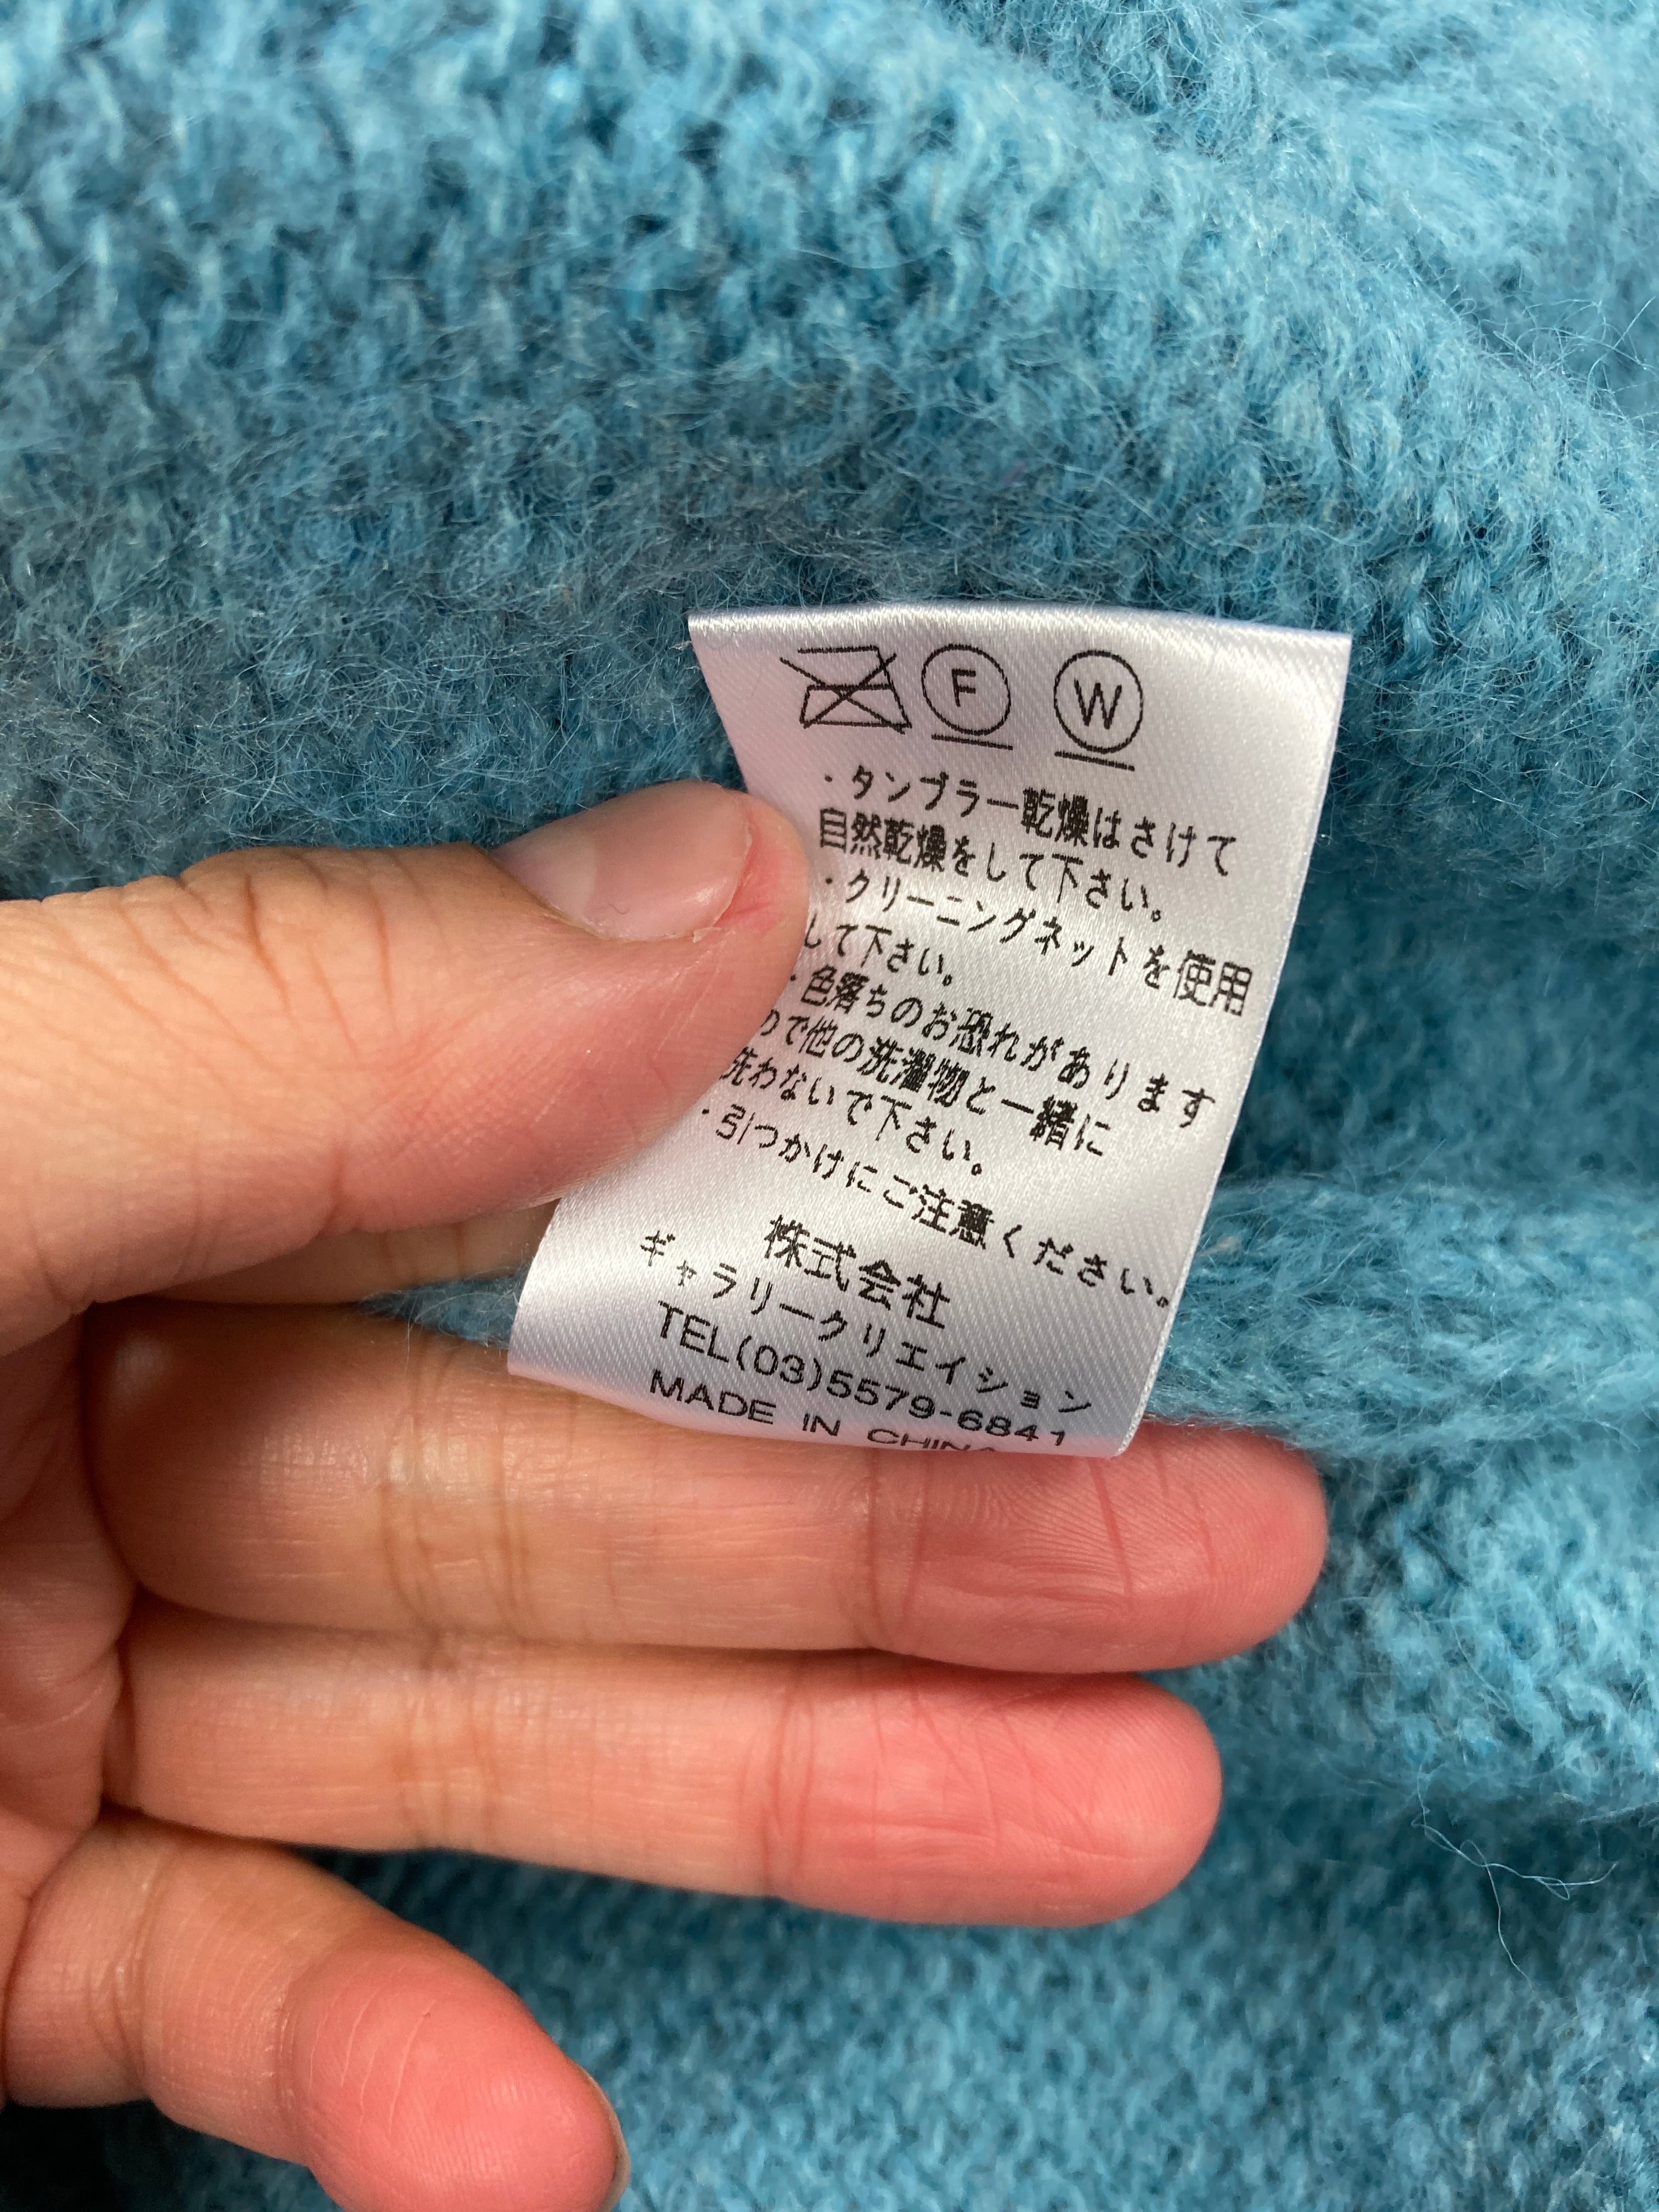 F W
・タンブラー乾燥はさけて
自然乾燥をして下さい。
・クリーニングネットを使用
して下さい。
・色落ちのお恐れがあります
ので他の洗濯物と一緒に
洗わないで下さい。
・引つかけにご注意ください。
株式会社
ギャラリークリエイション
TEL(03)5579-6841
MADE IN CHINA